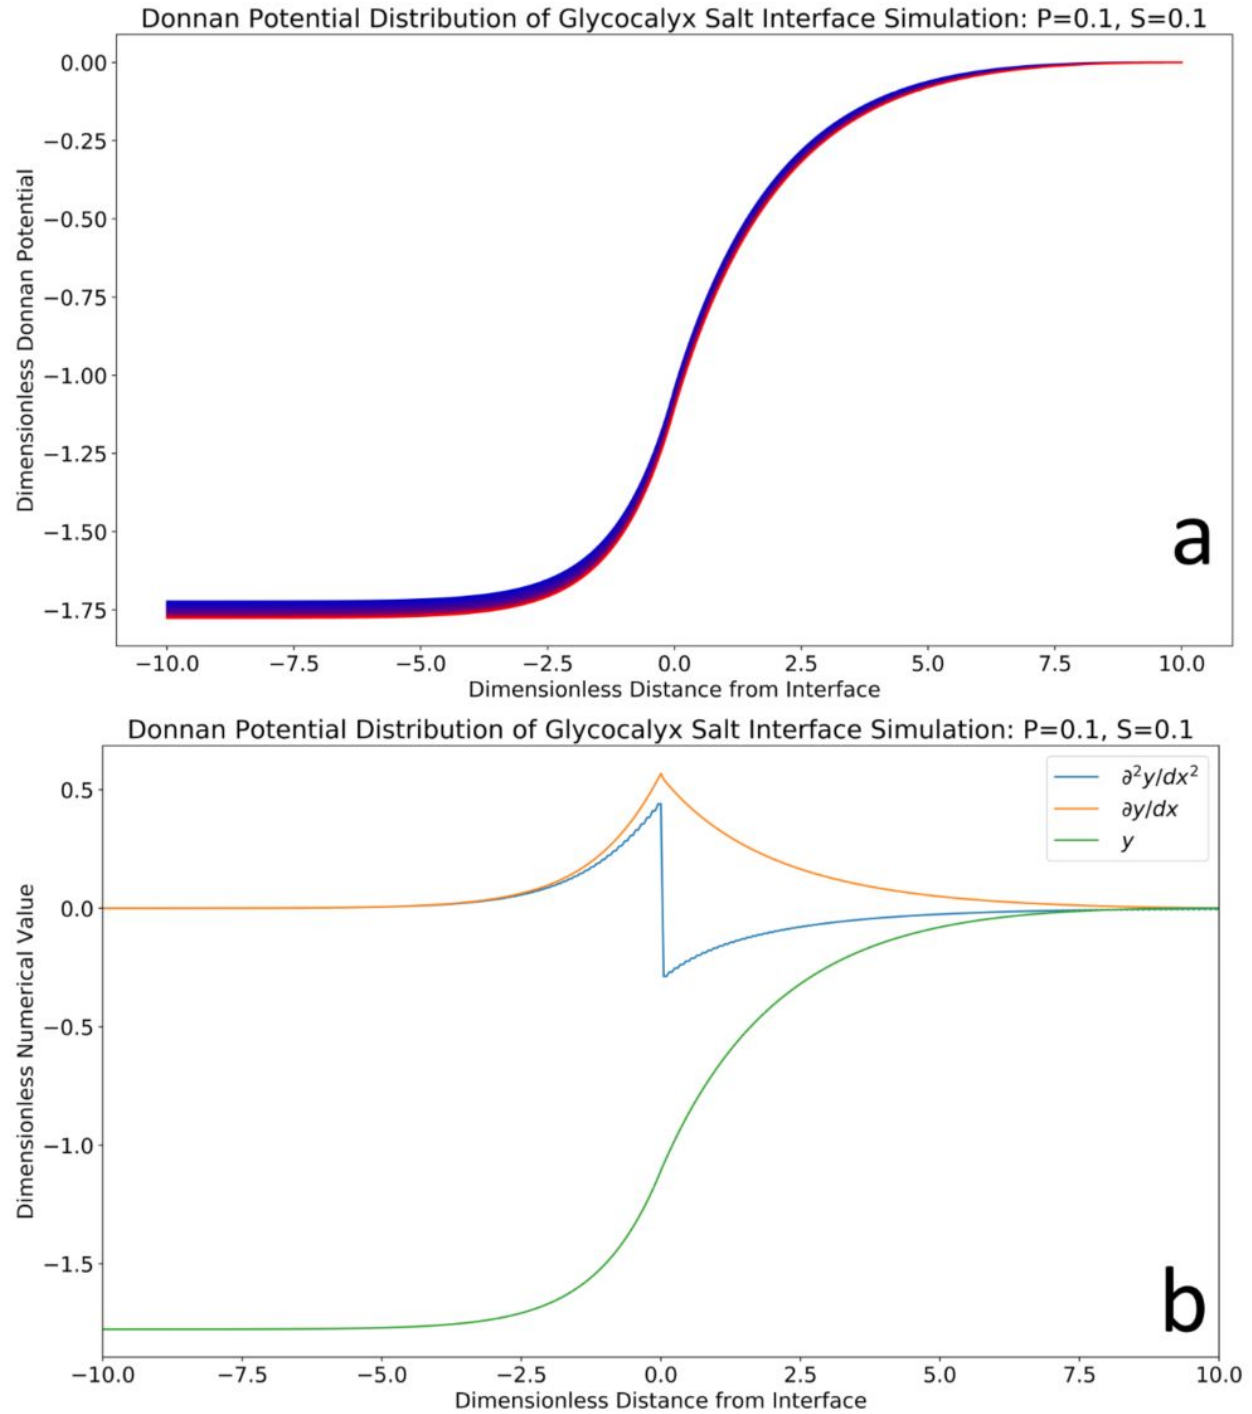 Donnan Potential Distribution of Glycocalyx Salt Interface Simulation: P=0.1, S=0.1
0.00
−0.25
−0.50
−0.75
−1.00
−1.25
−1.50
−1.75
Dimensionless Donnan Potential
a
−10.0 −7.5 −5.0 −2.5 0.0 2.5 5.0 7.5 10.0
Dimensionless Distance from Interface
Donnan Potential Distribution of Glycocalyx Salt Interface Simulation: P=0.1, S=0.1
∂²y/dx²
∂y/dx
y
0.5
0.0
−0.5
−1.0
−1.5
Dimensionless Numerical Value
b
−10.0 −7.5 −5.0 −2.5 0.0 2.5 5.0 7.5 10.0
Dimensionless Distance from Interface